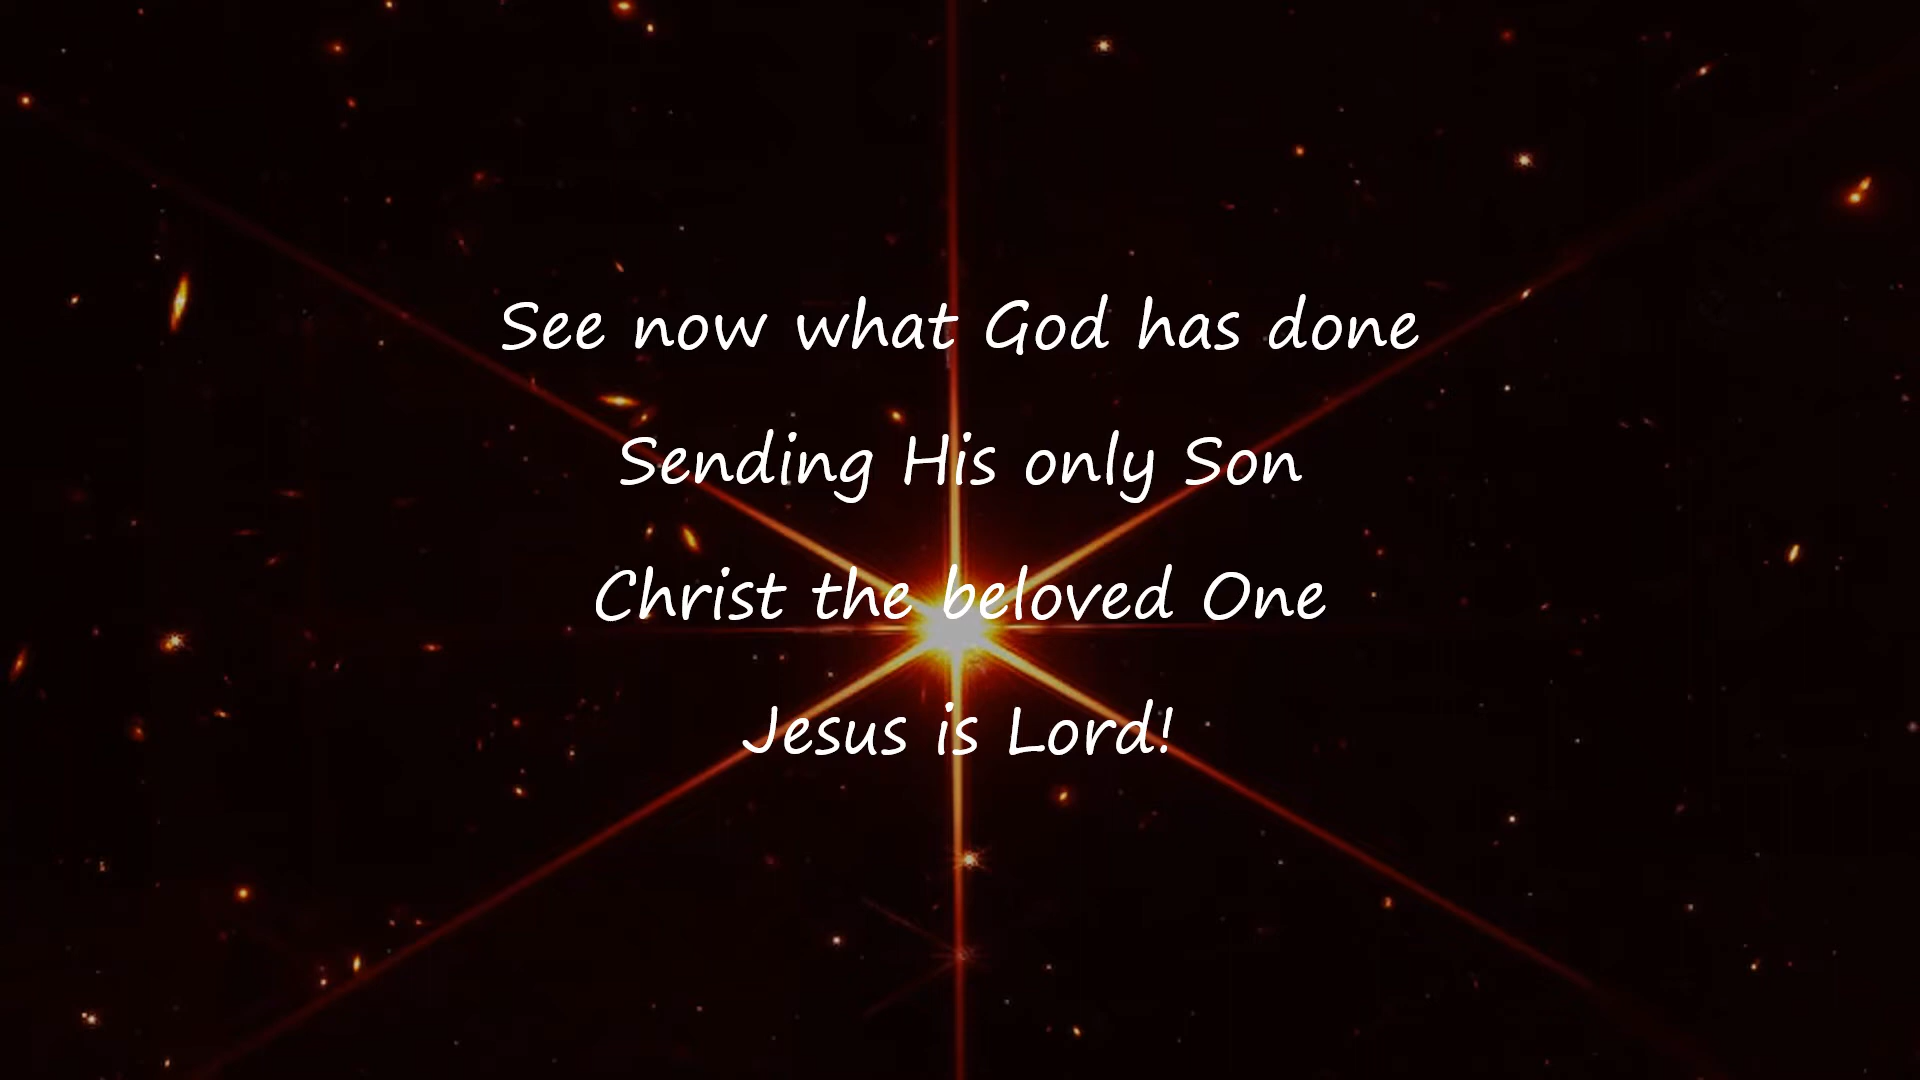 See now what God has done
Sending His only Son
Christ the beloved One
Jesus is Lord!